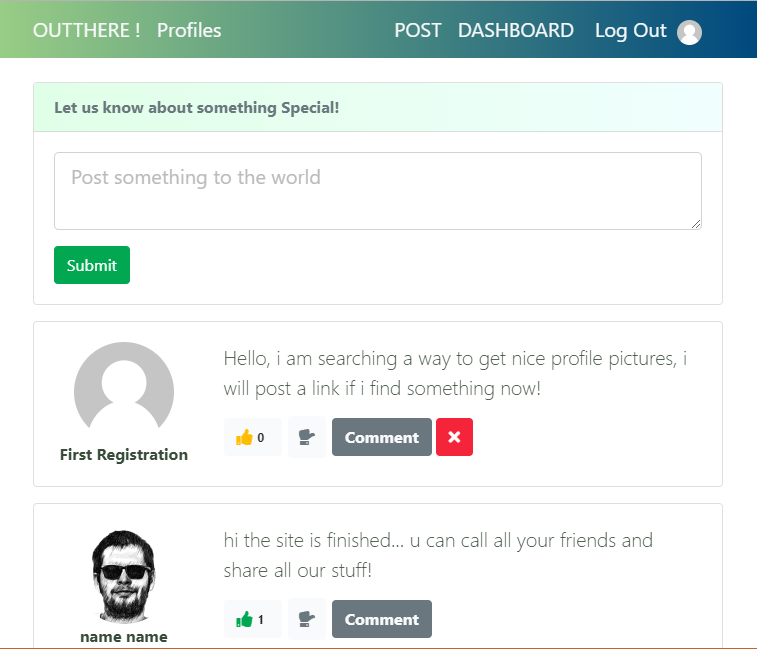 OUTTHERE ! Profiles POST DASHBOARD Log Out
Let us know about something Special!
Post something to the world
Submit
Hello, i am searching a way to get nice profile pictures, i
will post a link if i find something now!
0 Comment
First Registration
hi the site is finished... u can call all your friends and
share all our stuff!
1 Comment
name name